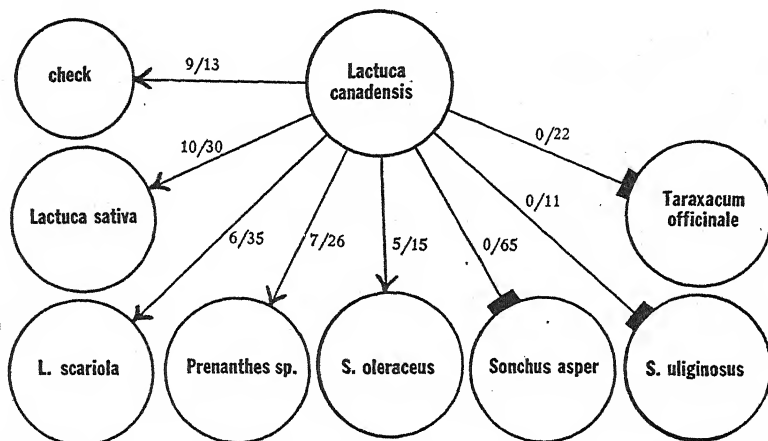 9/13
check
Lactuca
canadensis
10/30
0/22
Lactuca sativa
0/11
Taraxacum
officinale
6/35
7/26
5/15
0/65
L. scariola
Prenanthes sp.
S. oleraceus
Sonchus asper
S. uliginosus